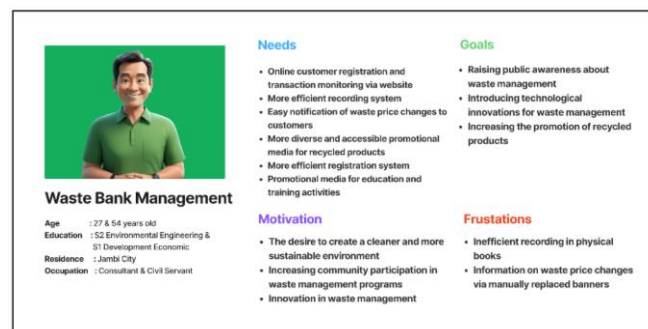 Waste Bank Management
Age : 27 & 54 years old
Education : S2 Environmental Engineering &
S1 Development Economic
Residence : Jambi City
Occupation : Consultant & Civil Servant
Needs
• Online customer registration and
transaction monitoring via website
• More efficient recording system
• Easy notification of waste price changes to
customers
• More diverse and accessible promotional
media for recycled products
• More efficient registration system
• Promotional media for education and
training activities
Goals
• Raising public awareness about
waste management
• Introducing technological
innovations for waste management
• Increasing the promotion of recycled
products
Motivation
• The desire to create a cleaner and more
sustainable environment
• Increasing community participation in
waste management programs
• Innovation in waste management
Frustations
• Inefficient recording in physical
books
• Information on waste price changes
via manually replaced banners